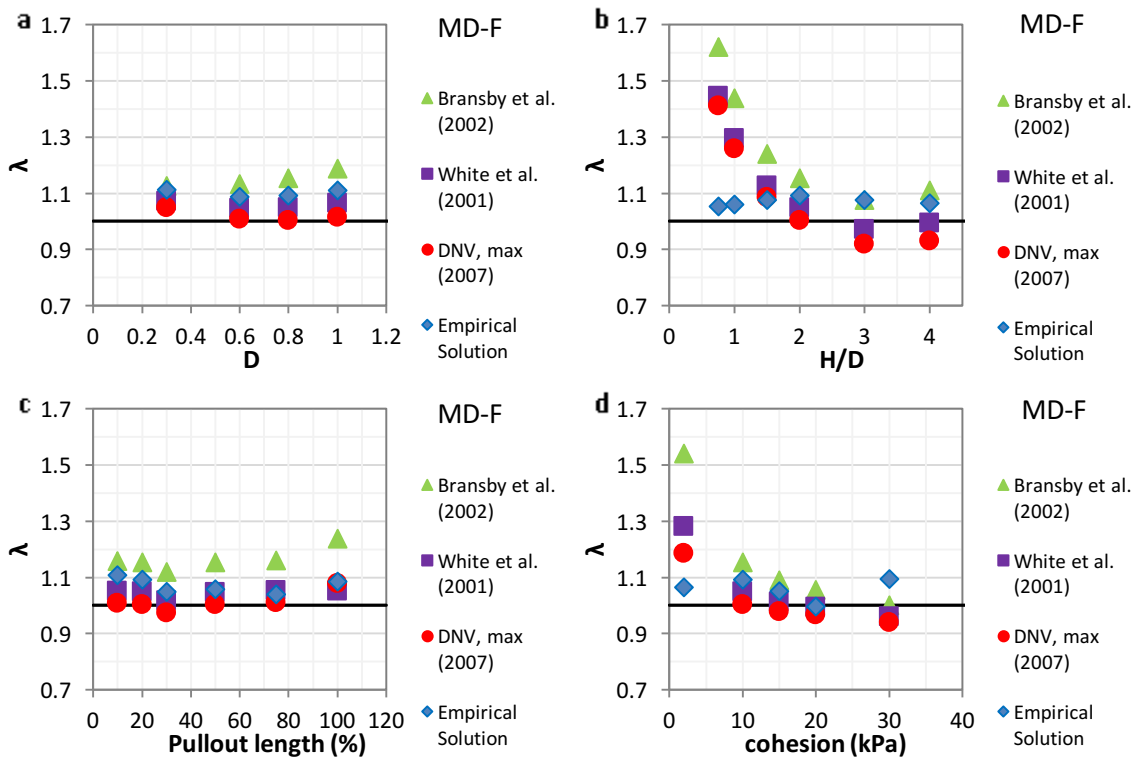 a
MD-F
1.7
1.5
1.3
1.1
0.9
0.7
λ
0 0.2 0.4 0.6 0.8 1 1.2
D
Bransby et al.
(2002)
White et al.
(2001)
DNV, max
(2007)
Empirical
Solution
b
MD-F
1.7
1.5
1.3
1.1
0.9
0.7
λ
0 1 2 3 4
H/D
Bransby et al.
(2002)
White et al.
(2001)
DNV, max
(2007)
Empirical
Solution
c
MD-F
1.7
1.5
1.3
1.1
0.9
0.7
λ
0 20 40 60 80 100 120
Pullout length (%)
Bransby et al.
(2002)
White et al.
(2001)
DNV, max
(2007)
Empirical
Solution
d
MD-F
1.7
1.5
1.3
1.1
0.9
0.7
λ
0 10 20 30 40
cohesion (kPa)
Bransby et al.
(2002)
White et al.
(2001)
DNV, max
(2007)
Empirical
Solution